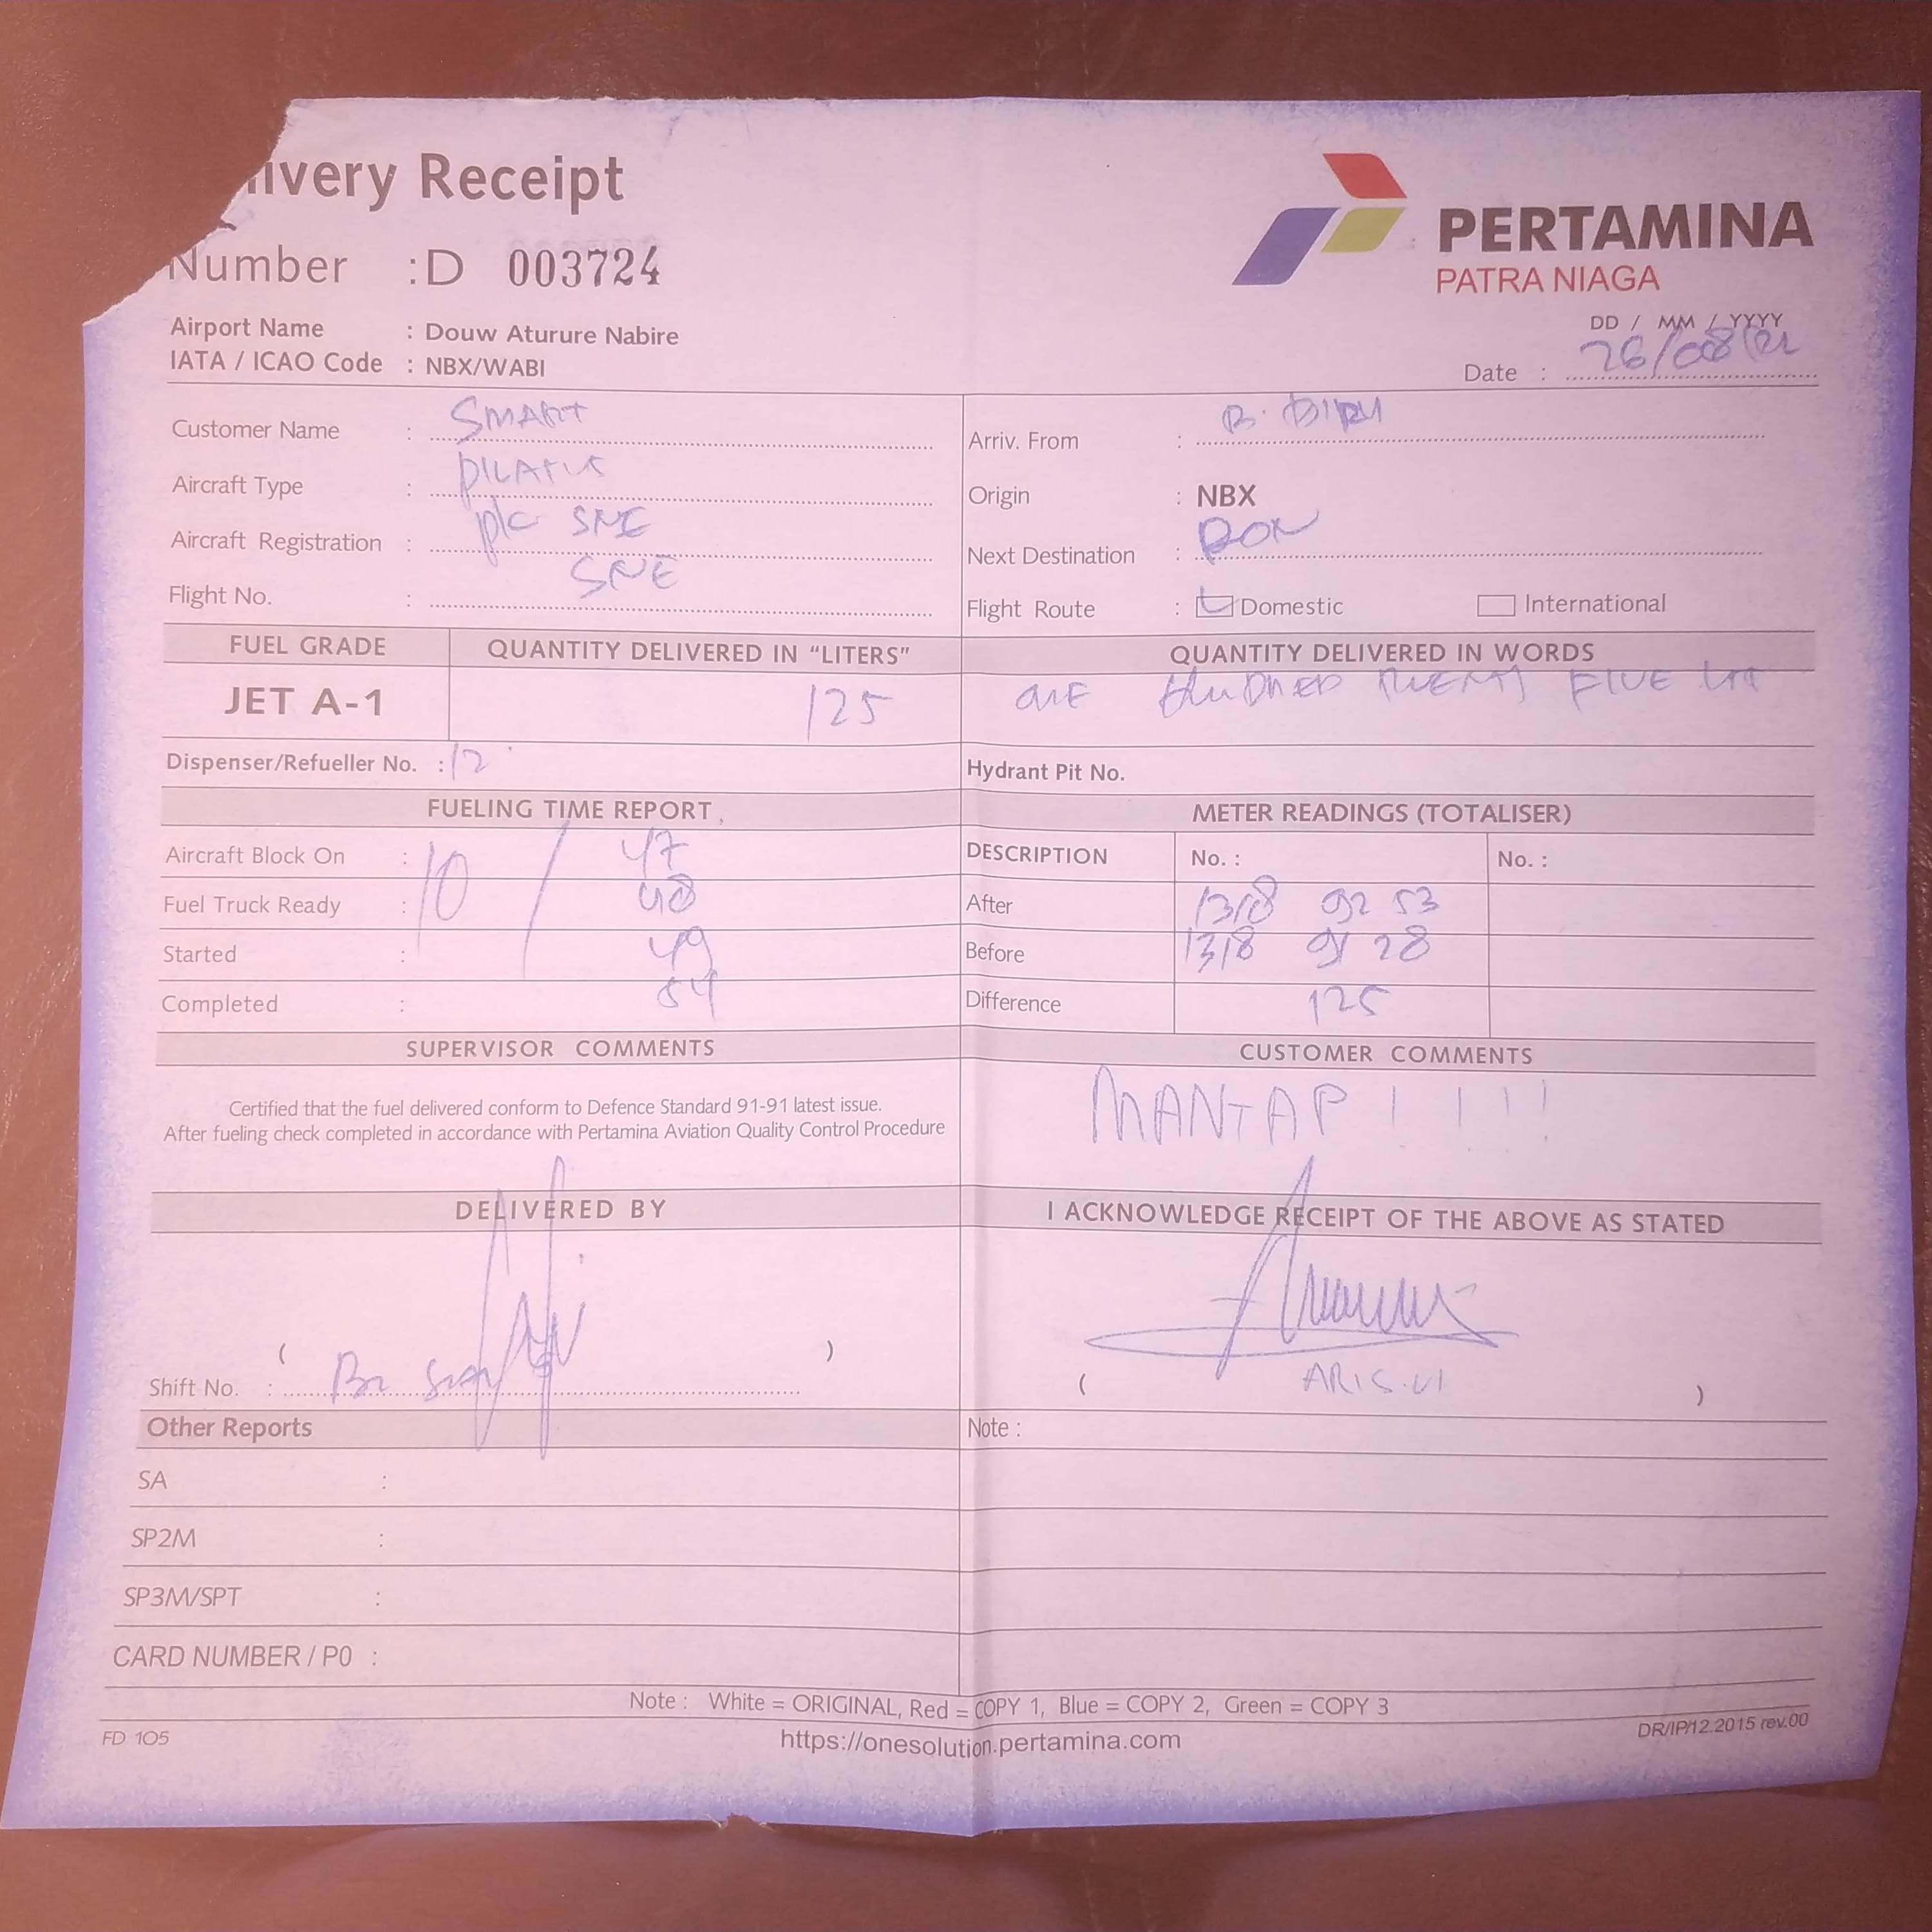 ivery Receipt
Number : D 003724
PERTAMINA
PATRA NIAGA
Airport Name : Douw Aturure Nabire
IATA / ICAO Code : NBX/WABI
DD / MM / YYYY
Date : 26/08/
Customer Name : SMART
Arriv. From :
Aircraft Type : PILATUS
Origin : NBX
Aircraft Registration : pk SNE
Next Destination :
Flight No. : SNE
Flight Route : Domestic International
FUEL GRADE QUANTITY DELIVERED IN "LITERS" QUANTITY DELIVERED IN WORDS
JET A-1 125 ONE HUNDRED TWENTY FIVE
Dispenser/Refueller No. : 12
Hydrant Pit No.
FUELING TIME REPORT
METER READINGS (TOTALISER)
Aircraft Block On : 10 / 47
DESCRIPTION No. : No. :
Fuel Truck Ready : 48
After 1318 92 53
Started : 49
Before 1318 91 28
Completed : 54
Difference 125
SUPERVISOR COMMENTS
CUSTOMER COMMENTS
Certified that the fuel delivered conform to Defence Standard 91-91 latest issue.
After fueling check completed in accordance with Pertamina Aviation Quality Control Procedure
MANTAP ! ! ! !
DELIVERED BY
I ACKNOWLEDGE RECEIPT OF THE ABOVE AS STATED
( )
Shift No. :
( ARIS.VI )
Other Reports
Note :
SA :
SP2M :
SP3M/SPT :
CARD NUMBER / P0 :
Note : White = ORIGINAL, Red = COPY 1, Blue = COPY 2, Green = COPY 3
FD 105
https://onesolution.pertamina.com
DR/IP/12.2015 rev.00